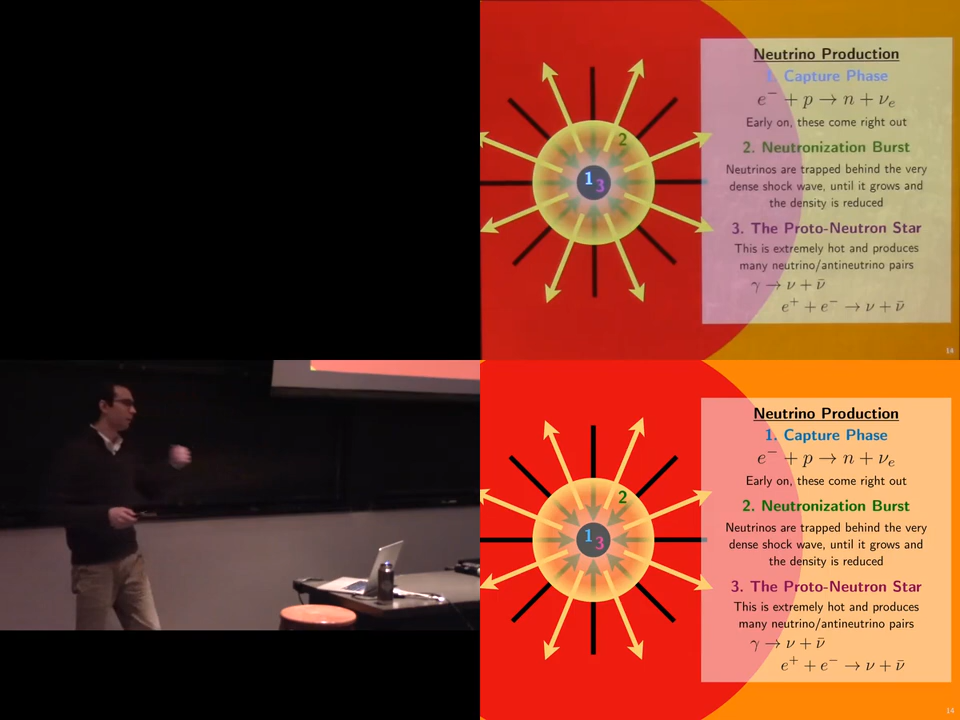 Neutrino Production
1. Capture Phase
e⁻ + p → n + νₑ
Early on, these come right out
2. Neutronization Burst
Neutrinos are trapped behind the very
dense shock wave, until it grows and
the density is reduced
3. The Proto-Neutron Star
This is extremely hot and produces
many neutrino/antineutrino pairs
γ → ν + ν̄
e⁺ + e⁻ → ν + ν̄
2
1
3
14
Neutrino Production
1. Capture Phase
e⁻ + p → n + νₑ
Early on, these come right out
2. Neutronization Burst
Neutrinos are trapped behind the very
dense shock wave, until it grows and
the density is reduced
3. The Proto-Neutron Star
This is extremely hot and produces
many neutrino/antineutrino pairs
γ → ν + ν̄
e⁺ + e⁻ → ν + ν̄
2
1
3
14